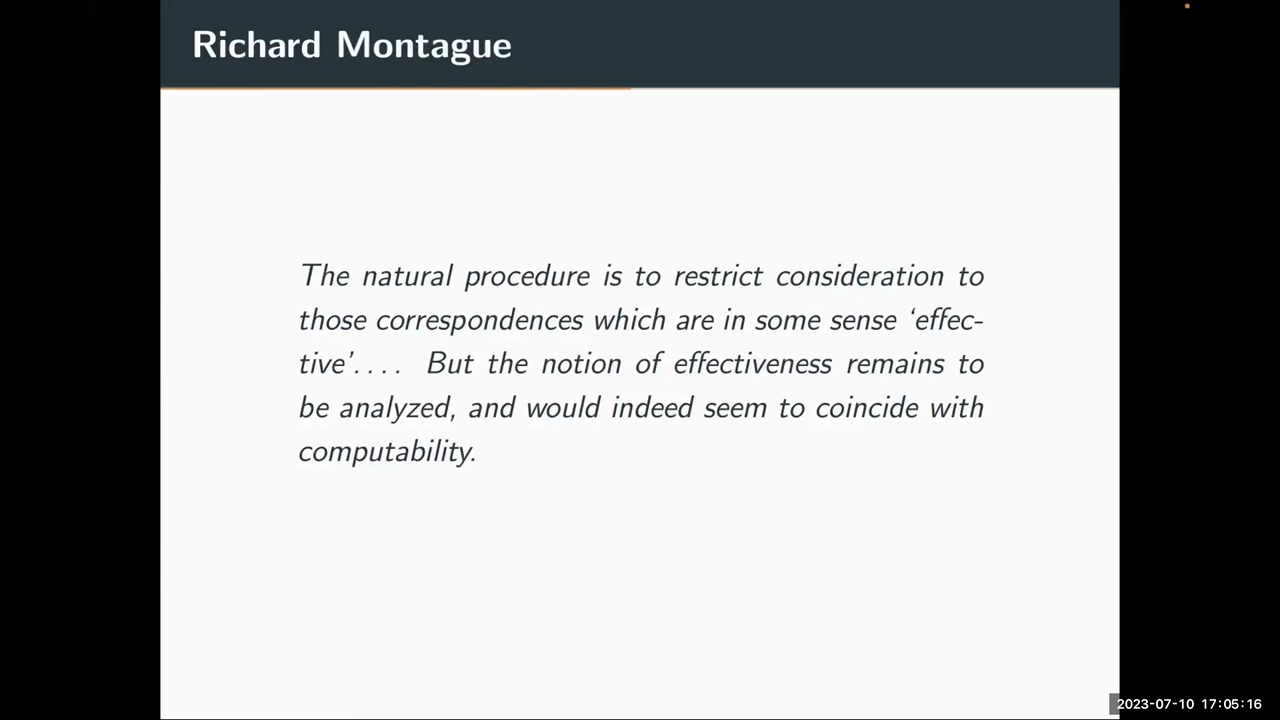 Richard Montague
The natural procedure is to restrict consideration to
those correspondences which are in some sense ‘effec-
tive’. . . . But the notion of effectiveness remains to
be analyzed, and would indeed seem to coincide with
computability.
2023-07-10 17:05:16